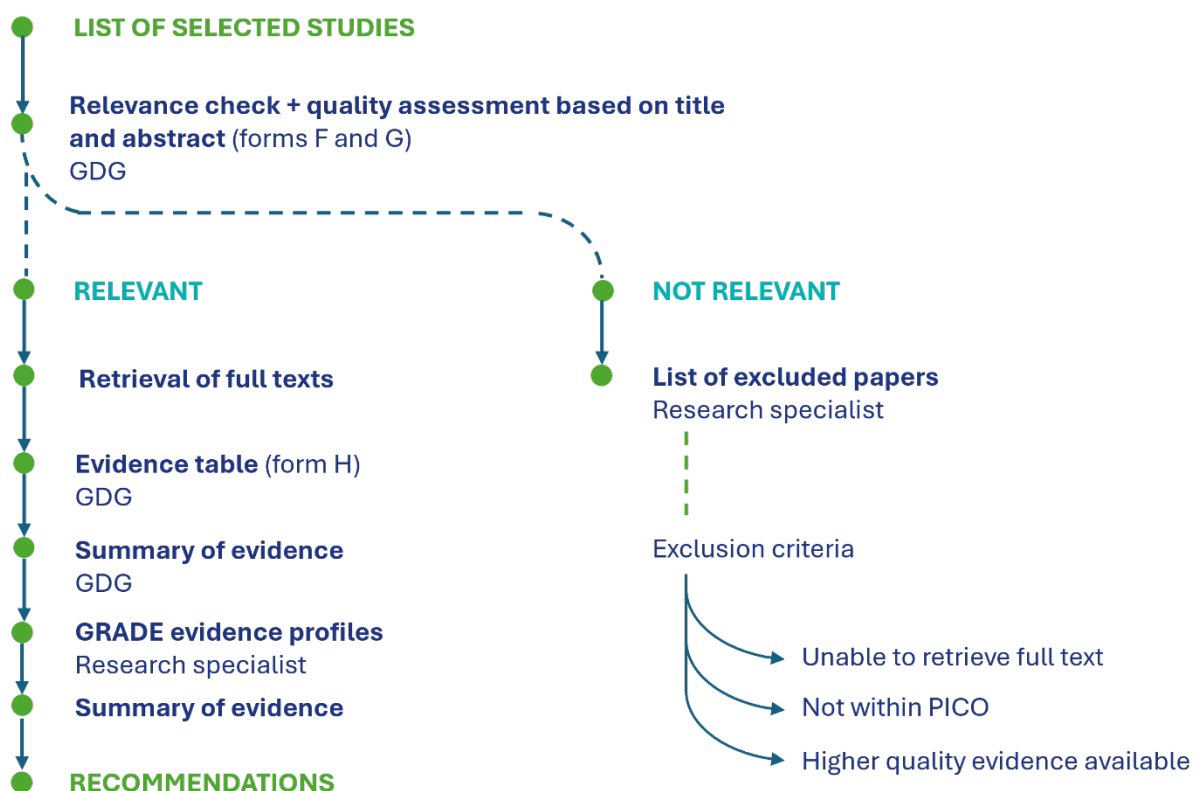 LIST OF SELECTED STUDIES
Relevance check + quality assessment based on title
and abstract (forms F and G)
GDG
RELEVANT
Retrieval of full texts
Evidence table (form H)
GDG
Summary of evidence
GDG
GRADE evidence profiles
Research specialist
Summary of evidence
RECOMMENDATIONS
NOT RELEVANT
List of excluded papers
Research specialist
Exclusion criteria
Unable to retrieve full text
Not within PICO
Higher quality evidence available